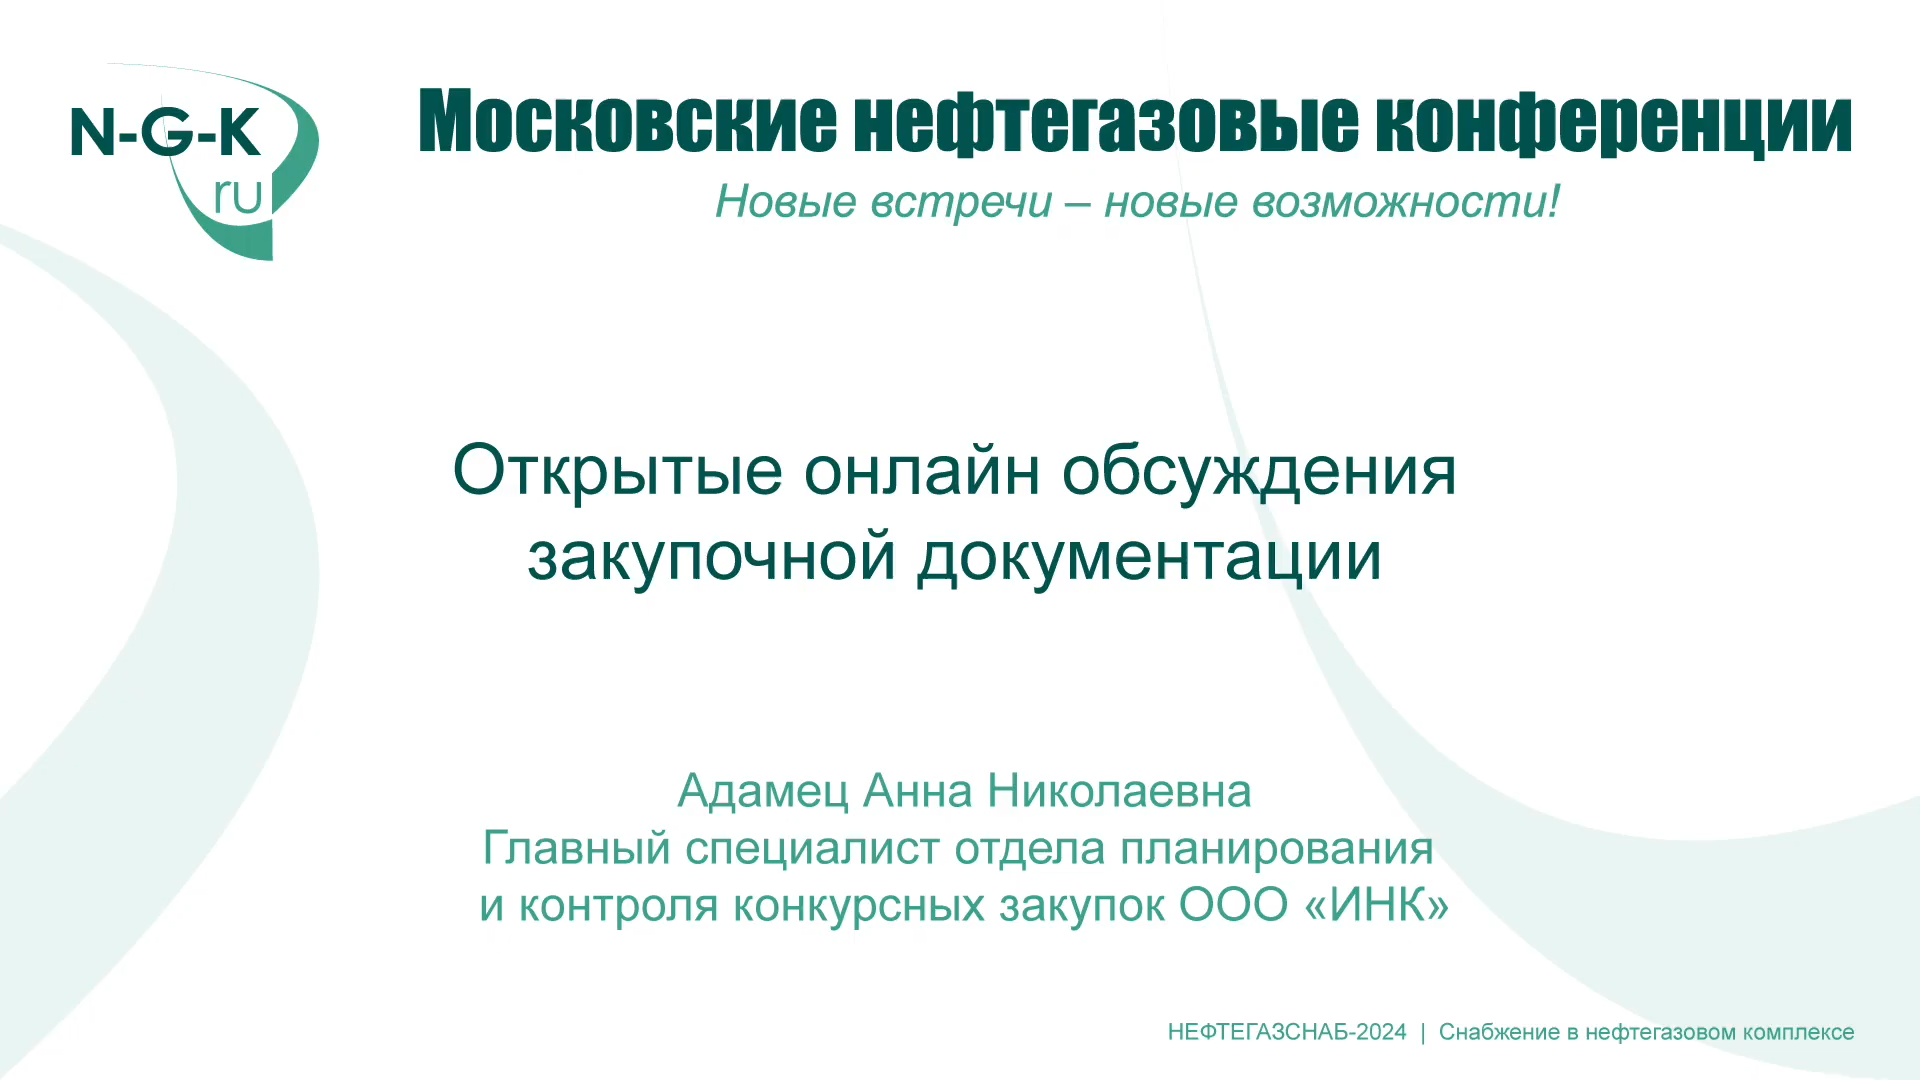 N-G-K
ru
Московские нефтегазовые конференции
Новые встречи – новые возможности!
Открытые онлайн обсуждения
закупочной документации
Адамец Анна Николаевна
Главный специалист отдела планирования
и контроля конкурсных закупок ООО «ИНК»
НЕФТЕГАЗСНАБ-2024 | Снабжение в нефтегазовом комплексе